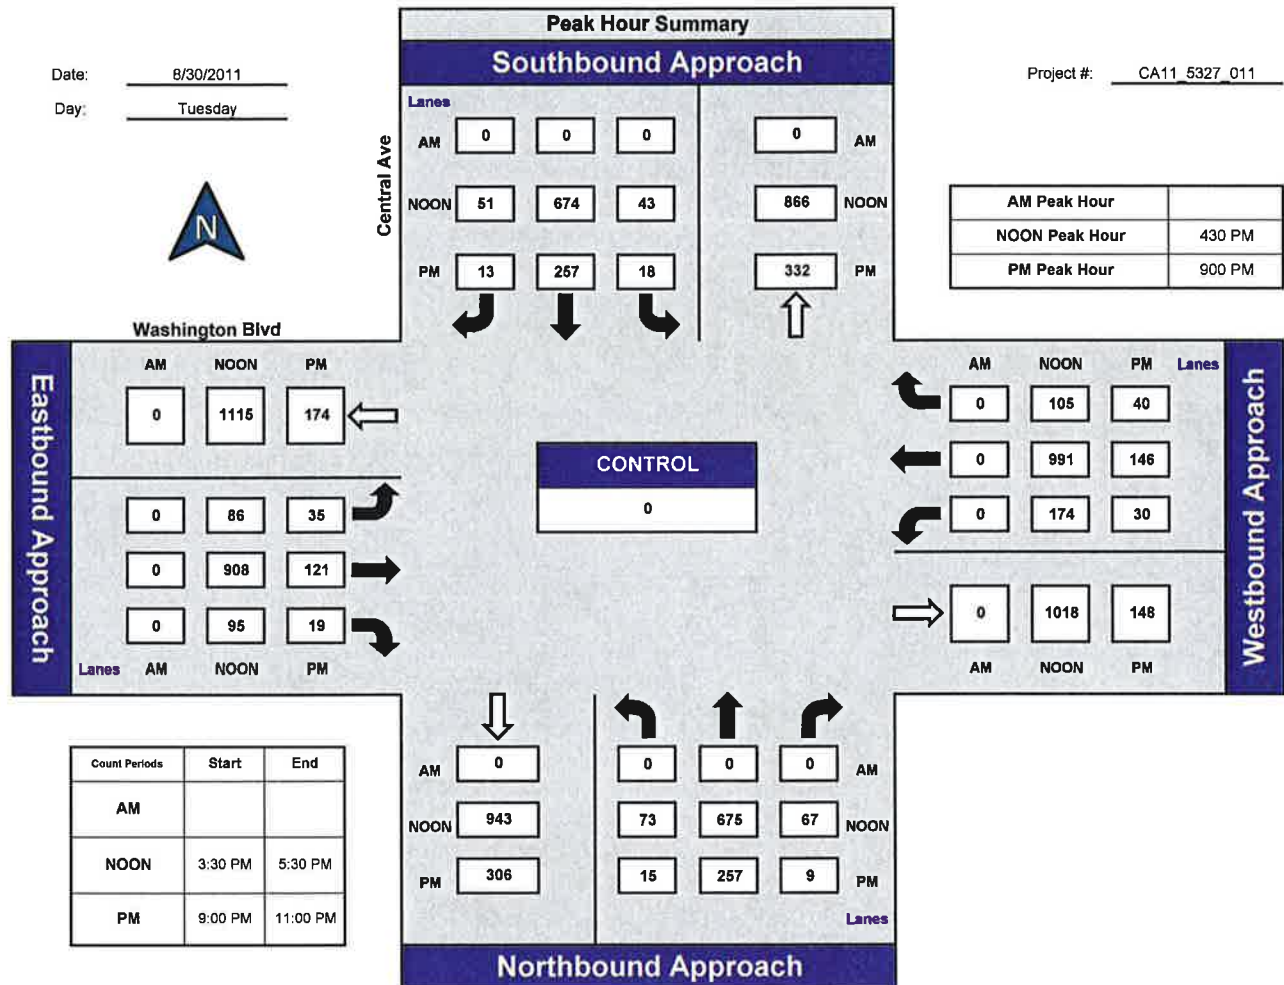 Peak Hour Summary
Southbound Approach
Date: 8/30/2011
Day: Tuesday
Project #: CA11_5327_011
N
Central Ave
Lanes
AM 0 0 0 0 AM
NOON 51 674 43 866 NOON
PM 13 257 18 332 PM
AM Peak Hour
NOON Peak Hour 430 PM
PM Peak Hour 900 PM
Washington Blvd
Eastbound Approach
AM NOON PM
0 1115 174
0 86 35
0 908 121
0 95 19
Lanes AM NOON PM
CONTROL
0
AM NOON PM Lanes
0 105 40
0 991 146
0 174 30
0 1018 148
AM NOON PM
Westbound Approach
Count Periods Start End
AM
NOON 3:30 PM 5:30 PM
PM 9:00 PM 11:00 PM
AM 0 0 0 0 AM
NOON 943 73 675 67 NOON
PM 306 15 257 9 PM
Lanes
Northbound Approach